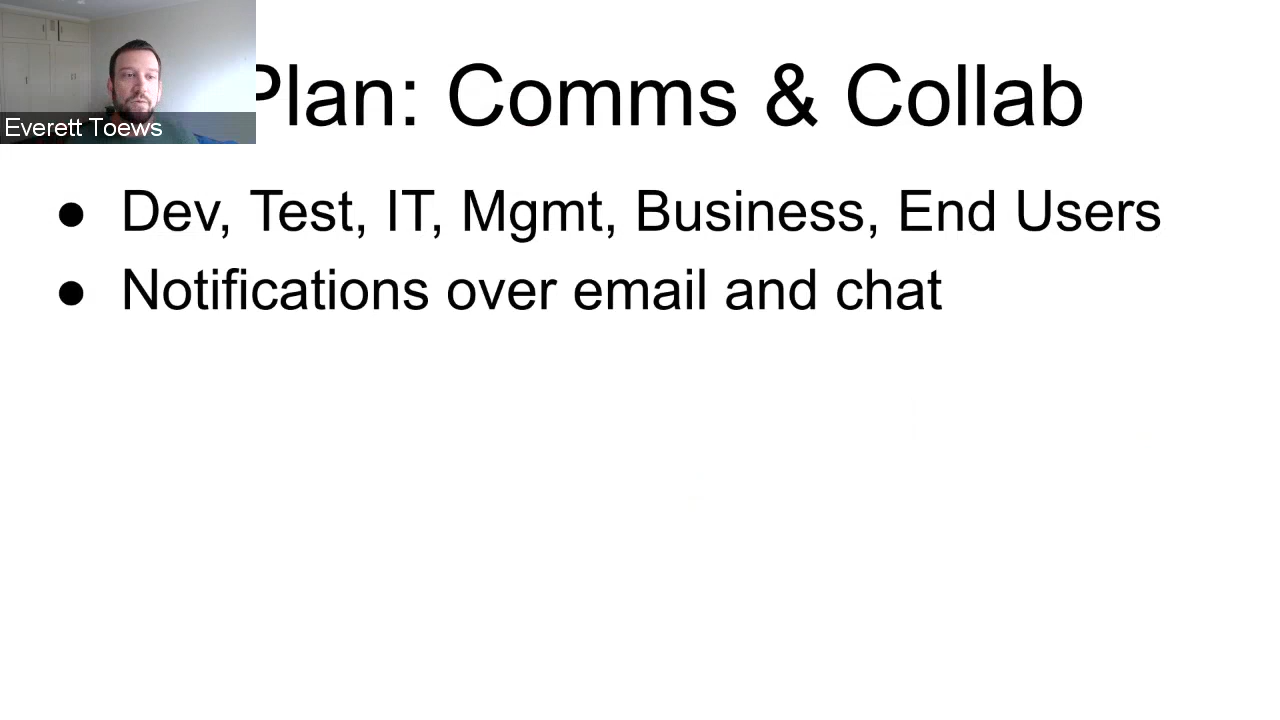 Plan: Comms & Collab
Everett Toews
● Dev, Test, IT, Mgmt, Business, End Users
● Notifications over email and chat